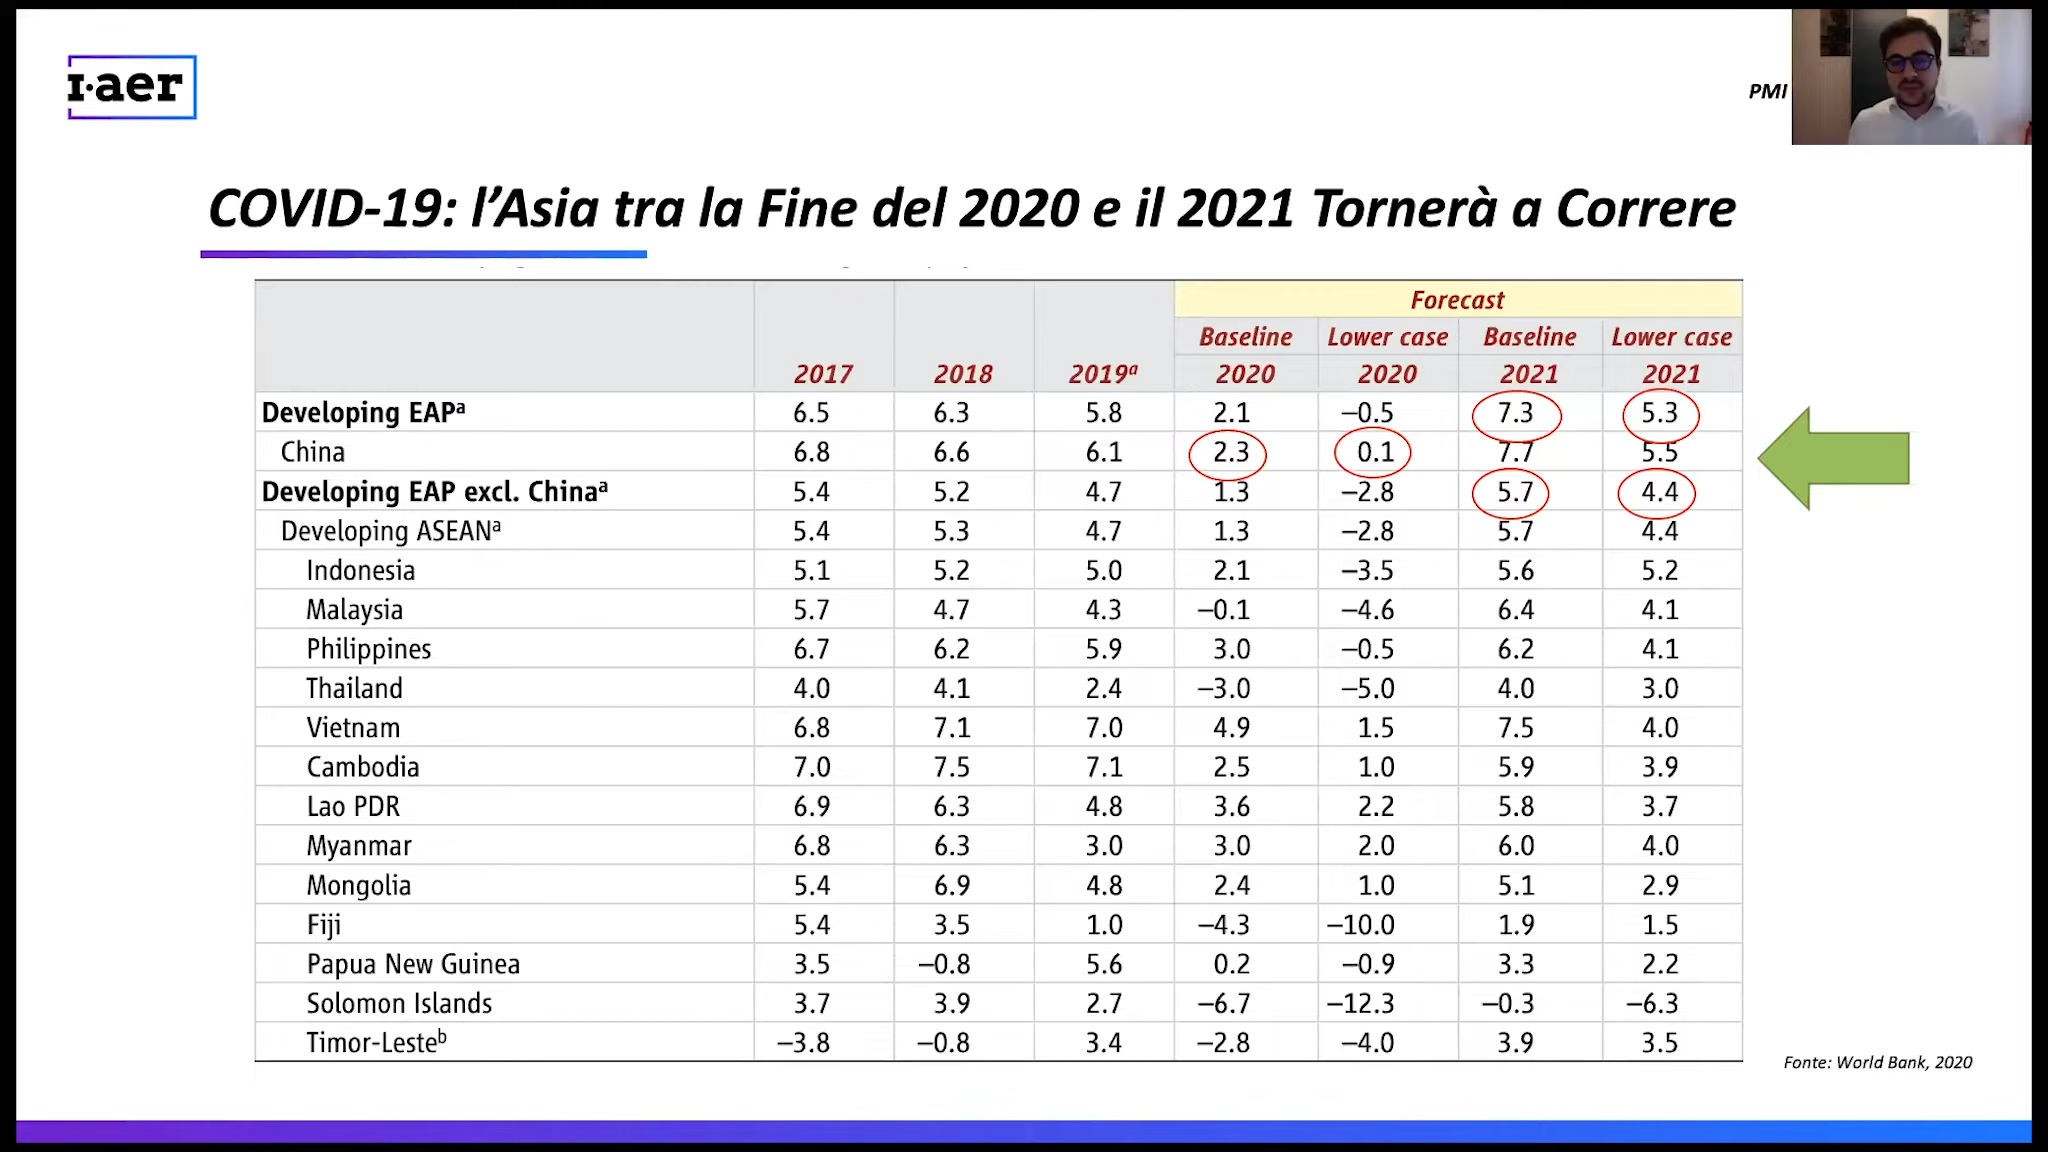 ı·aer
PMI
COVID-19: l'Asia tra la Fine del 2020 e il 2021 Tornerà a Correre
Forecast
Baseline Lower case Baseline Lower case
2017 2018 2019ᵃ 2020 2020 2021 2021
Developing EAPᵃ 6.5 6.3 5.8 2.1 –0.5 7.3 5.3
China 6.8 6.6 6.1 2.3 0.1 7.7 5.5
Developing EAP excl. Chinaᵃ 5.4 5.2 4.7 1.3 –2.8 5.7 4.4
Developing ASEANᵃ 5.4 5.3 4.7 1.3 –2.8 5.7 4.4
Indonesia 5.1 5.2 5.0 2.1 –3.5 5.6 5.2
Malaysia 5.7 4.7 4.3 –0.1 –4.6 6.4 4.1
Philippines 6.7 6.2 5.9 3.0 –0.5 6.2 4.1
Thailand 4.0 4.1 2.4 –3.0 –5.0 4.0 3.0
Vietnam 6.8 7.1 7.0 4.9 1.5 7.5 4.0
Cambodia 7.0 7.5 7.1 2.5 1.0 5.9 3.9
Lao PDR 6.9 6.3 4.8 3.6 2.2 5.8 3.7
Myanmar 6.8 6.3 3.0 3.0 2.0 6.0 4.0
Mongolia 5.4 6.9 4.8 2.4 1.0 5.1 2.9
Fiji 5.4 3.5 1.0 –4.3 –10.0 1.9 1.5
Papua New Guinea 3.5 –0.8 5.6 0.2 –0.9 3.3 2.2
Solomon Islands 3.7 3.9 2.7 –6.7 –12.3 –0.3 –6.3
Timor-Lesteᵇ –3.8 –0.8 3.4 –2.8 –4.0 3.9 3.5
Fonte: World Bank, 2020